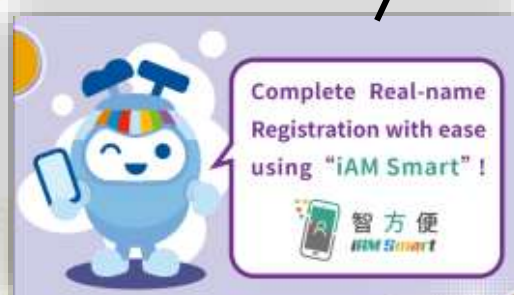 Complete Real-name
Registration with ease
using “iAM Smart”!
智方便
iAM Smart